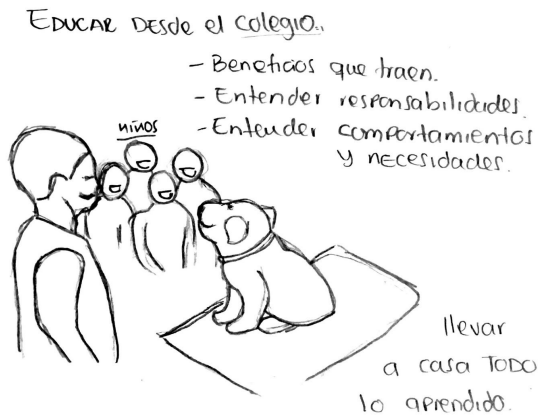 EDUCAR DESDE el colegio..
- Beneficios que traen.
- Entender responsabilidades.
- Entender comportamientos
y necesidades.
niños
llevar
a casa TODO
lo aprendido.